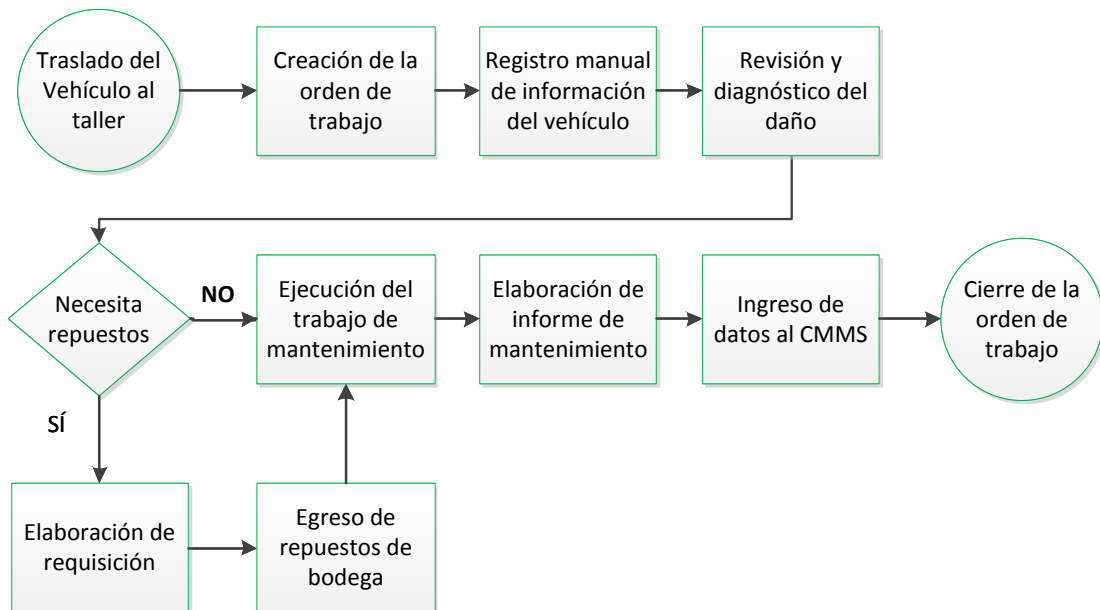 Traslado del
Vehículo al
taller
Creación de la
orden de
trabajo
Registro manual
de información
del vehículo
Revisión y
diagnóstico del
daño
Necesita
repuestos
NO
Ejecución del
trabajo de
mantenimiento
Elaboración de
informe de
mantenimiento
Ingreso de
datos al CMMS
Cierre de la
orden de
trabajo
SÍ
Elaboración de
requisición
Egreso de
repuestos de
bodega